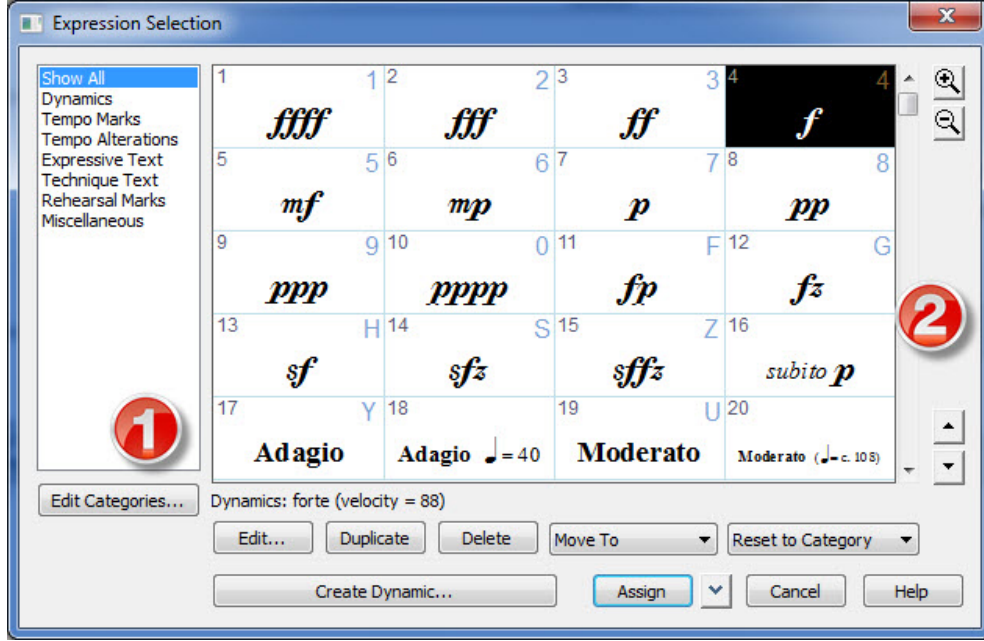 Expression Selection
Show All
Dynamics
Tempo Marks
Tempo Alterations
Expressive Text
Technique Text
Rehearsal Marks
Miscellaneous
1 1 2 2 3 3 4 4
ffff fff ff f
5 5 6 6 7 7 8 8
mf mp p pp
9 9 10 0 11 F 12 G
ppp pppp fp fz
13 H 14 S 15 Z 16
sf sfz sffz subito p
17 Y 18 19 U 20
Adagio Adagio ♩=40 Moderato Moderato (♩=c. 108)
1
2
Edit Categories...
Dynamics: forte (velocity = 88)
Edit... Duplicate Delete Move To Reset to Category
Create Dynamic... Assign Cancel Help